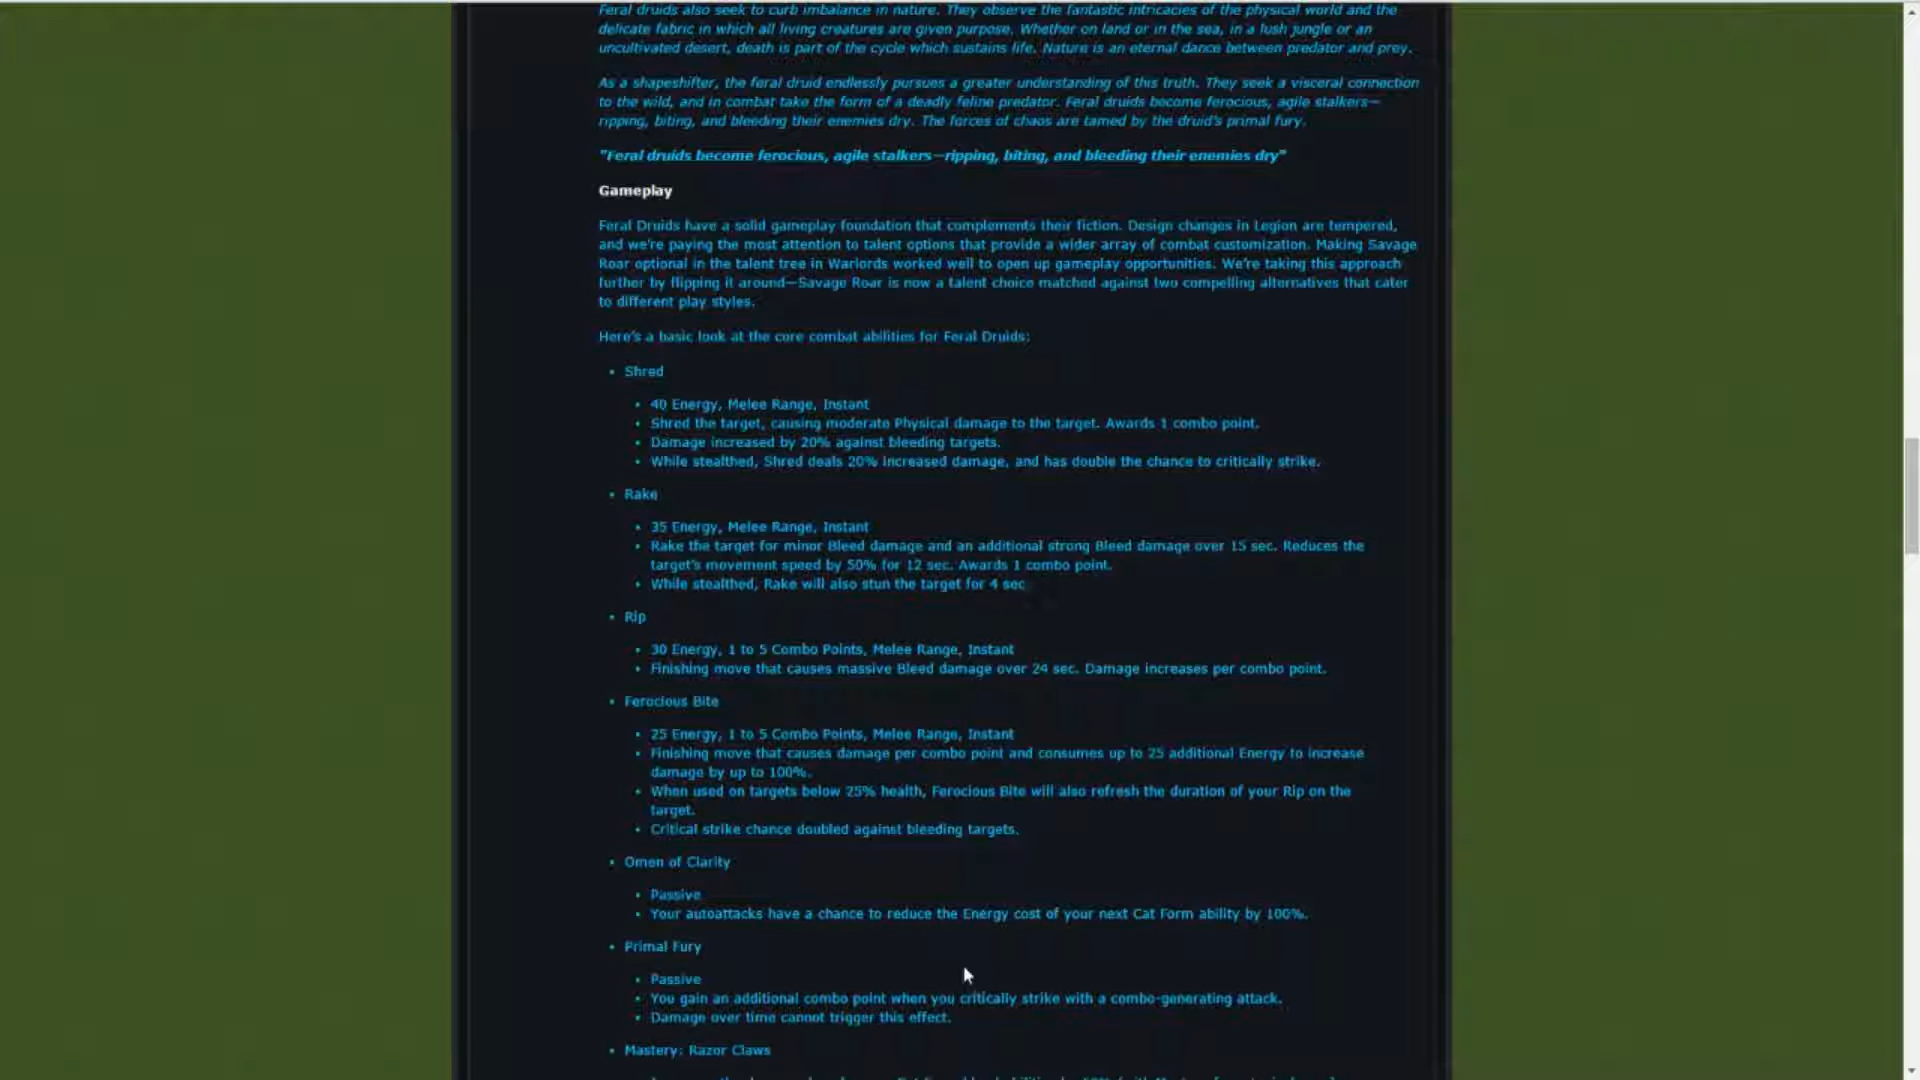 Feral druids also seek to curb imbalance in nature. They observe the fantastic intricacies of the physical world and the
delicate fabric in which all living creatures are given purpose. Whether on land or in the sea, in a lush jungle or an
uncultivated desert, death is part of the cycle which sustains life. Nature is an eternal dance between predator and prey.
As a shapeshifter, the feral druid endlessly pursues a greater understanding of this truth. They seek a visceral connection
to the wild, and in combat take the form of a deadly feline predator. Feral druids become ferocious, agile stalkers—
ripping, biting, and bleeding their enemies dry. The forces of chaos are tamed by the druid's primal fury.
"Feral druids become ferocious, agile stalkers—ripping, biting, and bleeding their enemies dry"
Gameplay
Feral Druids have a solid gameplay foundation that complements their fiction. Design changes in Legion are tempered,
and we're paying the most attention to talent options that provide a wider array of combat customization. Making Savage
Roar optional in the talent tree in Warlords worked well to open up gameplay opportunities. We're taking this approach
further by flipping it around—Savage Roar is now a talent choice matched against two compelling alternatives that cater
to different play styles.
Here's a basic look at the core combat abilities for Feral Druids:
• Shred
• 40 Energy, Melee Range, Instant
• Shred the target, causing moderate Physical damage to the target. Awards 1 combo point.
• Damage increased by 20% against bleeding targets.
• While stealthed, Shred deals 20% increased damage, and has double the chance to critically strike.
• Rake
• 35 Energy, Melee Range, Instant
• Rake the target for minor Bleed damage and an additional strong Bleed damage over 15 sec. Reduces the
target's movement speed by 50% for 12 sec. Awards 1 combo point.
• While stealthed, Rake will also stun the target for 4 sec
• Rip
• 30 Energy, 1 to 5 Combo Points, Melee Range, Instant
• Finishing move that causes massive Bleed damage over 24 sec. Damage increases per combo point.
• Ferocious Bite
• 25 Energy, 1 to 5 Combo Points, Melee Range, Instant
• Finishing move that causes damage per combo point and consumes up to 25 additional Energy to increase
damage by up to 100%.
• When used on targets below 25% health, Ferocious Bite will also refresh the duration of your Rip on the
target.
• Critical strike chance doubled against bleeding targets.
• Omen of Clarity
• Passive
• Your autoattacks have a chance to reduce the Energy cost of your next Cat Form ability by 100%.
• Primal Fury
• Passive
• You gain an additional combo point when you critically strike with a combo-generating attack.
• Damage over time cannot trigger this effect.
• Mastery: Razor Claws